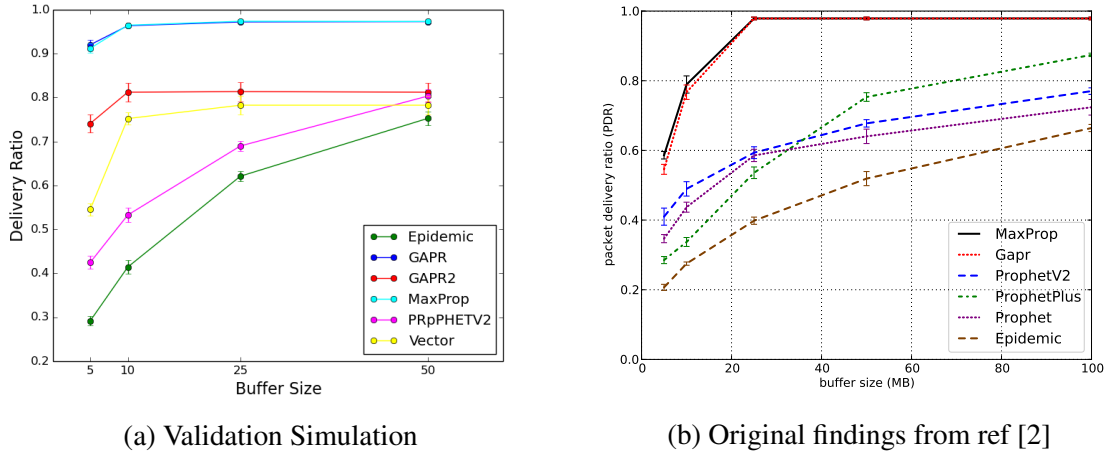 1.0
0.9
0.8
0.7
0.6
0.5
0.4
0.3
0.2
Delivery Ratio
5
10
25
50
Buffer Size
Epidemic
GAPR
GAPR2
MaxProp
PRpPHETV2
Vector
(a) Validation Simulation
1.0
0.8
0.6
0.4
0.2
0.0
packet delivery ratio (PDR)
0
20
40
60
80
100
buffer size (MB)
MaxProp
Gapr
ProphetV2
ProphetPlus
Prophet
Epidemic
(b) Original findings from ref [2]